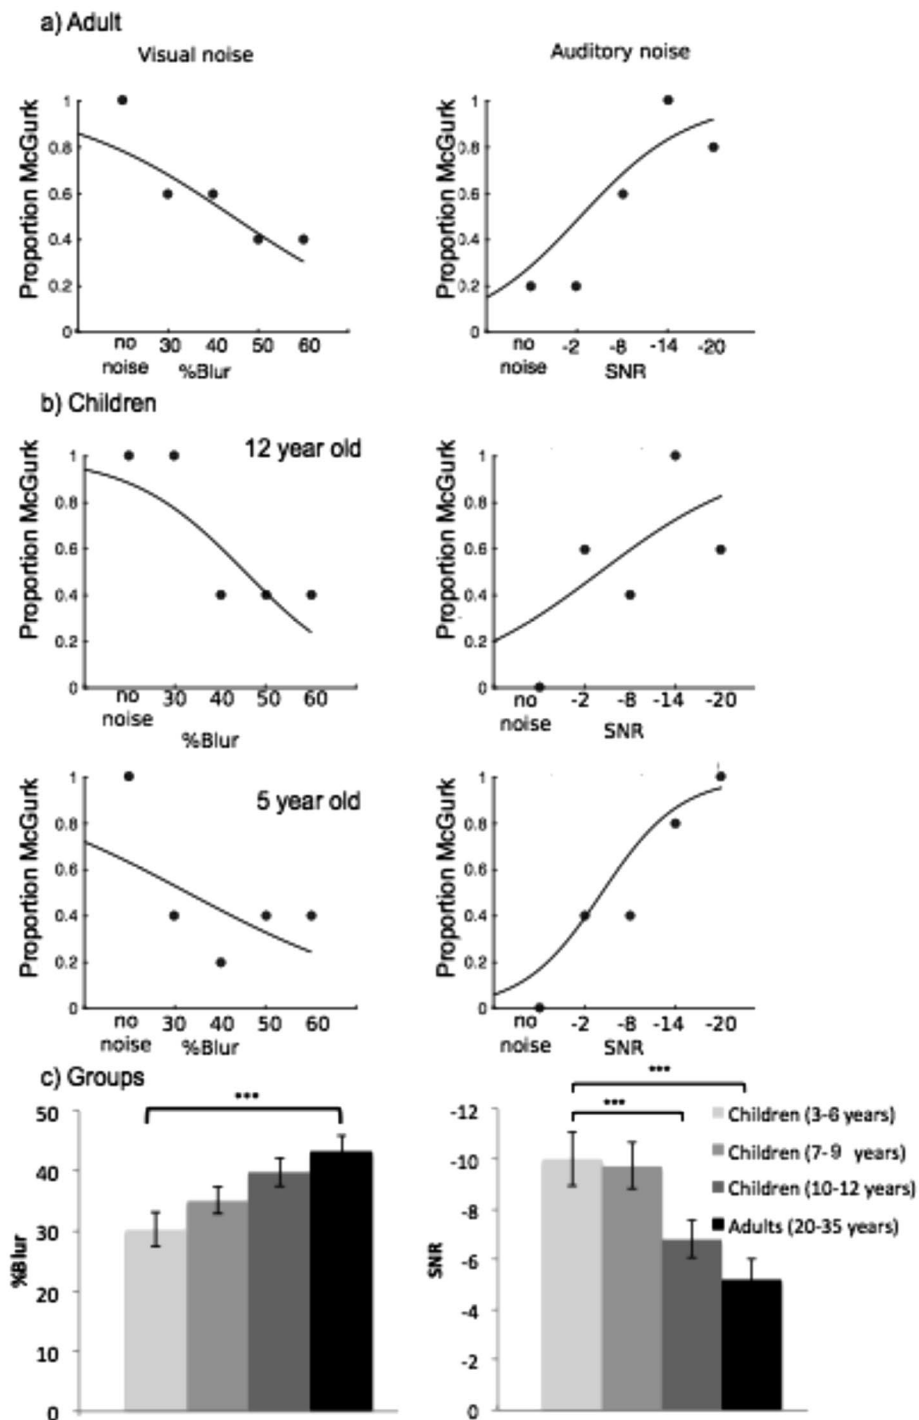 a) Adult
Visual noise
Auditory noise
Proportion McGurk
1
0.8
0.6
0.4
0.2
0
no noise
30
40
50
60
%Blur
Proportion McGurk
1
0.8
0.6
0.4
0.2
0
no noise
-2
-8
-14
-20
SNR
b) Children
12 year old
Proportion McGurk
1
0.8
0.6
0.4
0.2
0
no noise
30
40
50
60
%Blur
Proportion McGurk
1
0.8
0.6
0.4
0.2
0
no noise
-2
-8
-14
-20
SNR
5 year old
Proportion McGurk
1
0.8
0.6
0.4
0.2
0
no noise
30
40
50
60
%Blur
Proportion McGurk
1
0.8
0.6
0.4
0.2
0
no noise
-2
-8
-14
-20
SNR
c) Groups
%Blur
50
40
30
20
10
0
***
SNR
-12
-10
-8
-6
-4
-2
0
***
***
Children (3-6 years)
Children (7-9 years)
Children (10-12 years)
Adults (20-35 years)